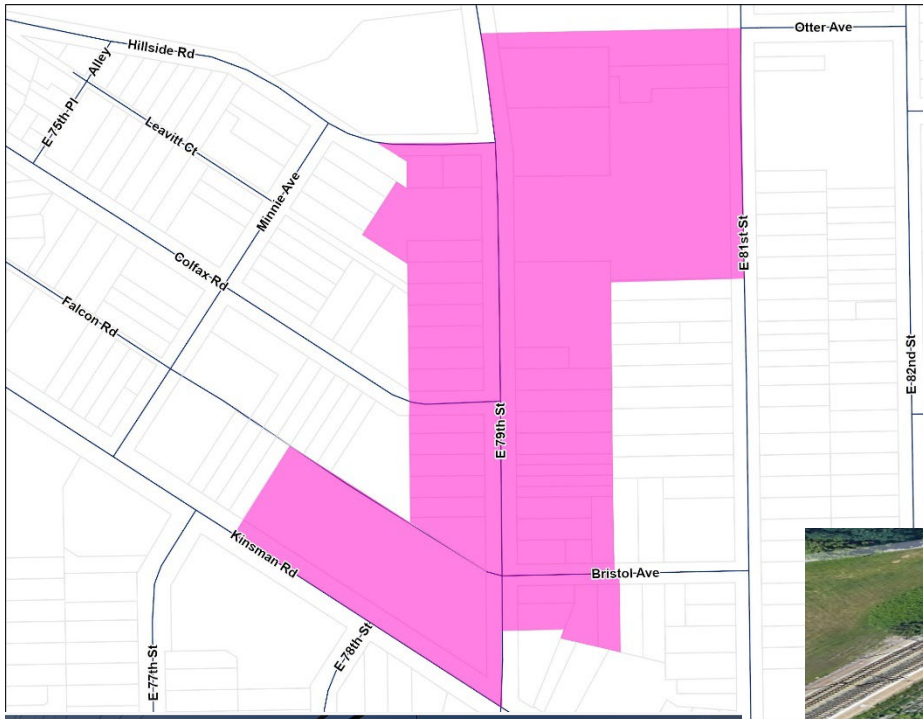 Otter Ave
Hillside Rd
Alley
E 75th Pl
Leavitt Ct
Minnie Ave
E 81st St
Colfax Rd
Falcon Rd
E 82nd St
E 79th St
Kinsman Rd
Bristol Ave
E 78th St
E 77th St